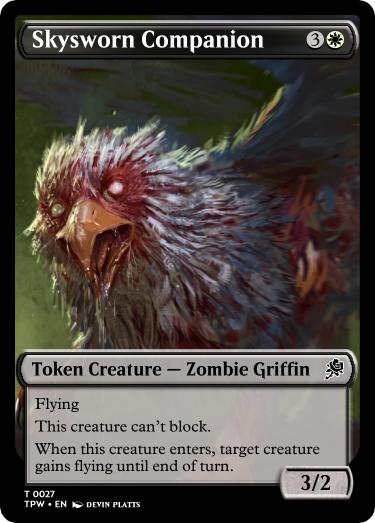 Skysworn Companion 3
Token Creature — Zombie Griffin
Flying
This creature can't block.
When this creature enters, target creature
gains flying until end of turn.
3/2
T 0027
TPW • EN DEVIN PLATTS